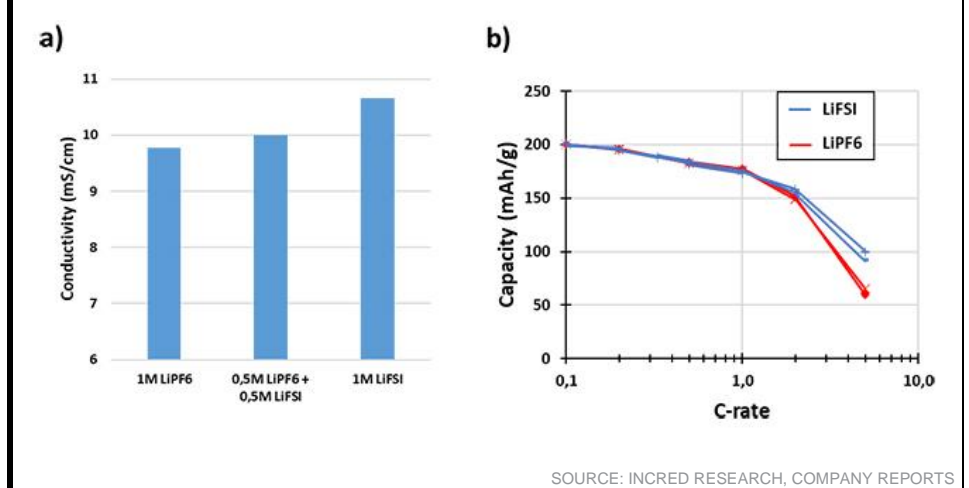 a)
Conductivity (mS/cm)
11
10
9
8
7
6
1M LiPF6
0,5M LiPF6 +
0,5M LiFSI
1M LiFSI
b)
Capacity (mAh/g)
250
200
150
100
50
0
0,1
1,0
10,0
C-rate
LiFSI
LiPF6
SOURCE: INCRED RESEARCH, COMPANY REPORTS